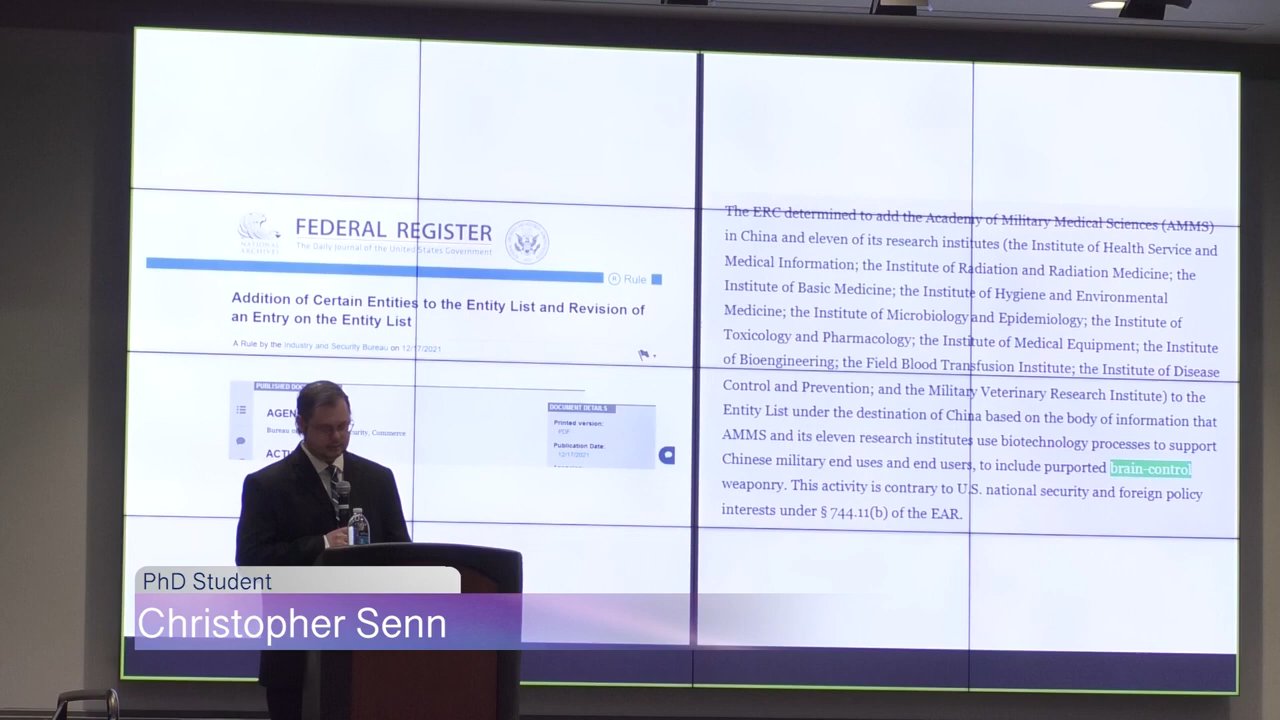 FEDERAL REGISTER
The Daily Journal of the United States Government
NATIONAL
ARCHIVES
Rule
Addition of Certain Entities to the Entity List and Revision of
an Entry on the Entity List
A Rule by the Industry and Security Bureau on 12/17/2021
PUBLISHED
AGEN
Bureau
Commerce
DOCUMENT DETAILS
Printed version:
PDF
Publication Date:
12/17/2021
The ERC determined to add the Academy of Military Medical Sciences (AMMS)
in China and eleven of its research institutes (the Institute of Health Service and
Medical Information; the Institute of Radiation and Radiation Medicine; the
Institute of Basic Medicine; the Institute of Hygiene and Environmental
Medicine; the Institute of Microbiology and Epidemiology; the Institute of
Toxicology and Pharmacology; the Institute of Medical Equipment; the Institute
of Bioengineering; the Field Blood Transfusion Institute; the Institute of Disease
Control and Prevention; and the Military Veterinary Research Institute) to the
Entity List under the destination of China based on the body of information that
AMMS and its eleven research institutes use biotechnology processes to support
Chinese military end uses and end users, to include purported brain-control
weaponry. This activity is contrary to U.S. national security and foreign policy
interests under § 744.11(b) of the EAR.
PhD Student
Christopher Senn